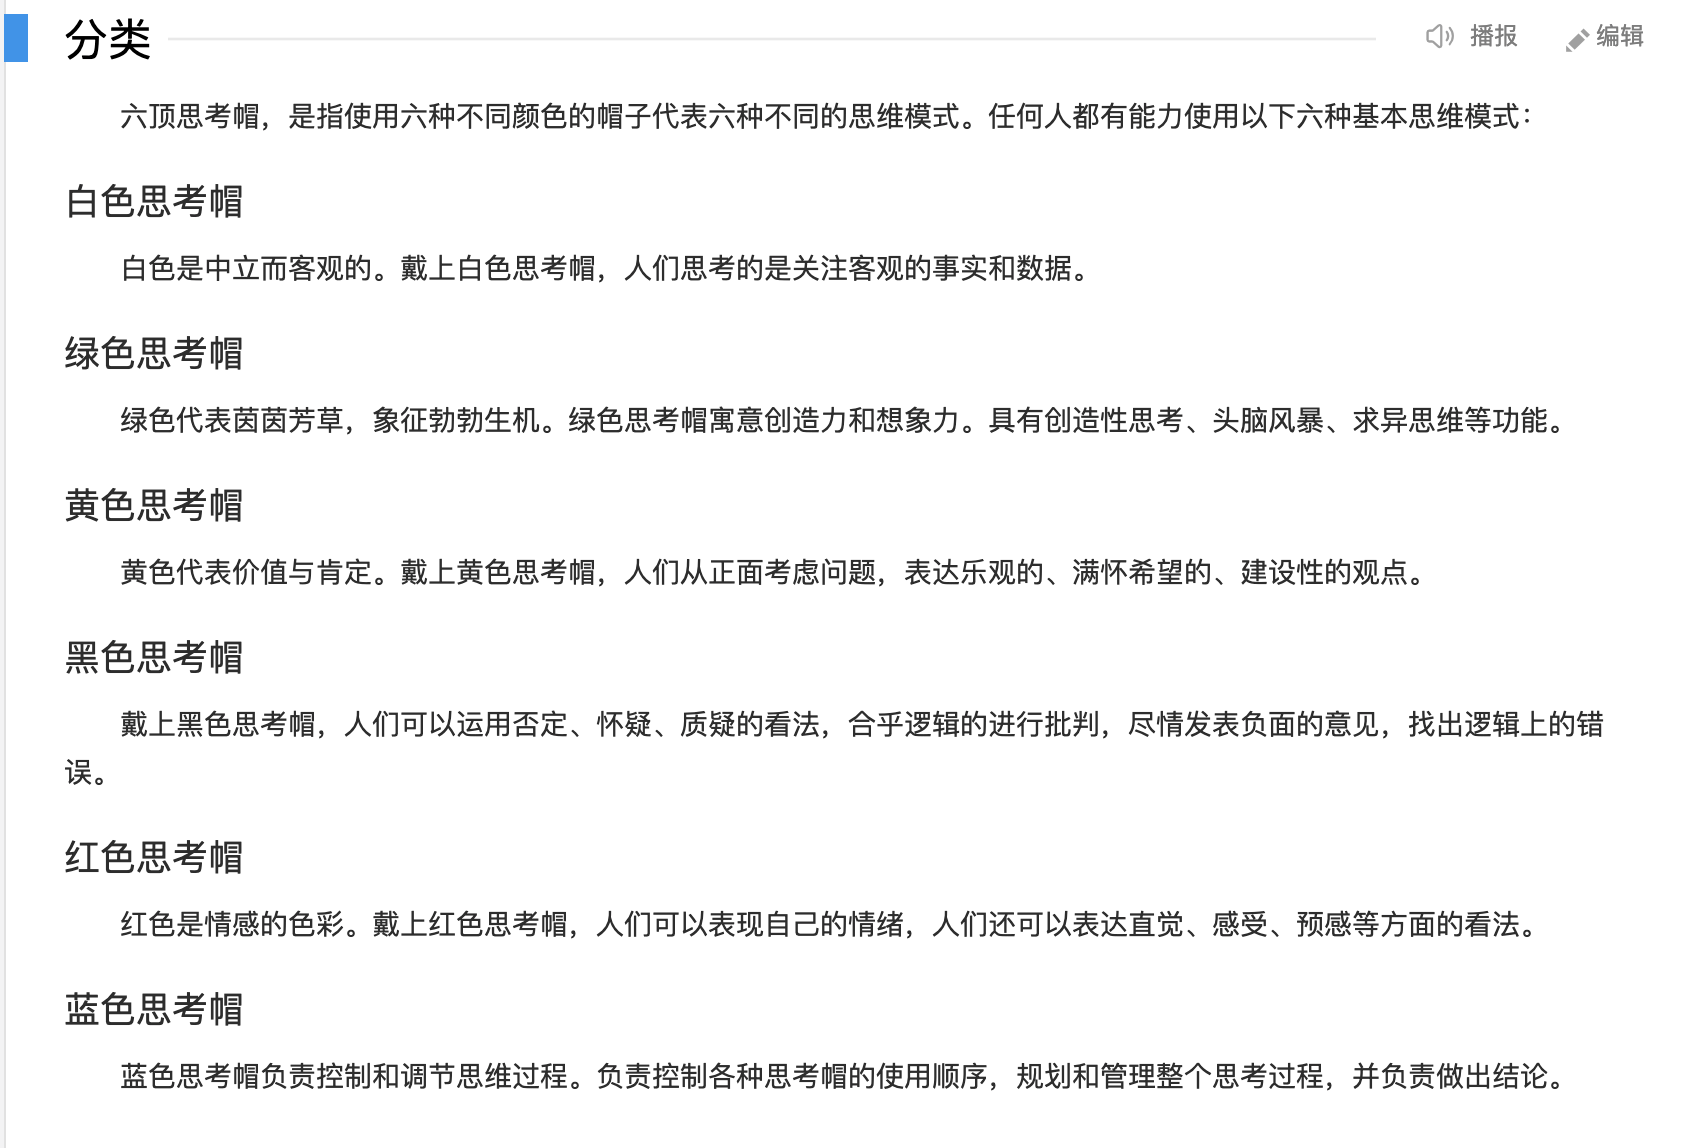 分类
播报
编辑
六顶思考帽，是指使用六种不同颜色的帽子代表六种不同的思维模式。任何人都有能力使用以下六种基本思维模式：
白色思考帽
白色是中立而客观的。戴上白色思考帽，人们思考的是关注客观的事实和数据。
绿色思考帽
绿色代表茵茵芳草，象征勃勃生机。绿色思考帽寓意创造力和想象力。具有创造性思考、头脑风暴、求异思维等功能。
黄色思考帽
黄色代表价值与肯定。戴上黄色思考帽，人们从正面考虑问题，表达乐观的、满怀希望的、建设性的观点。
黑色思考帽
戴上黑色思考帽，人们可以运用否定、怀疑、质疑的看法，合乎逻辑的进行批判，尽情发表负面的意见，找出逻辑上的错
误。
红色思考帽
红色是情感的色彩。戴上红色思考帽，人们可以表现自己的情绪，人们还可以表达直觉、感受、预感等方面的看法。
蓝色思考帽
蓝色思考帽负责控制和调节思维过程。负责控制各种思考帽的使用顺序，规划和管理整个思考过程，并负责做出结论。